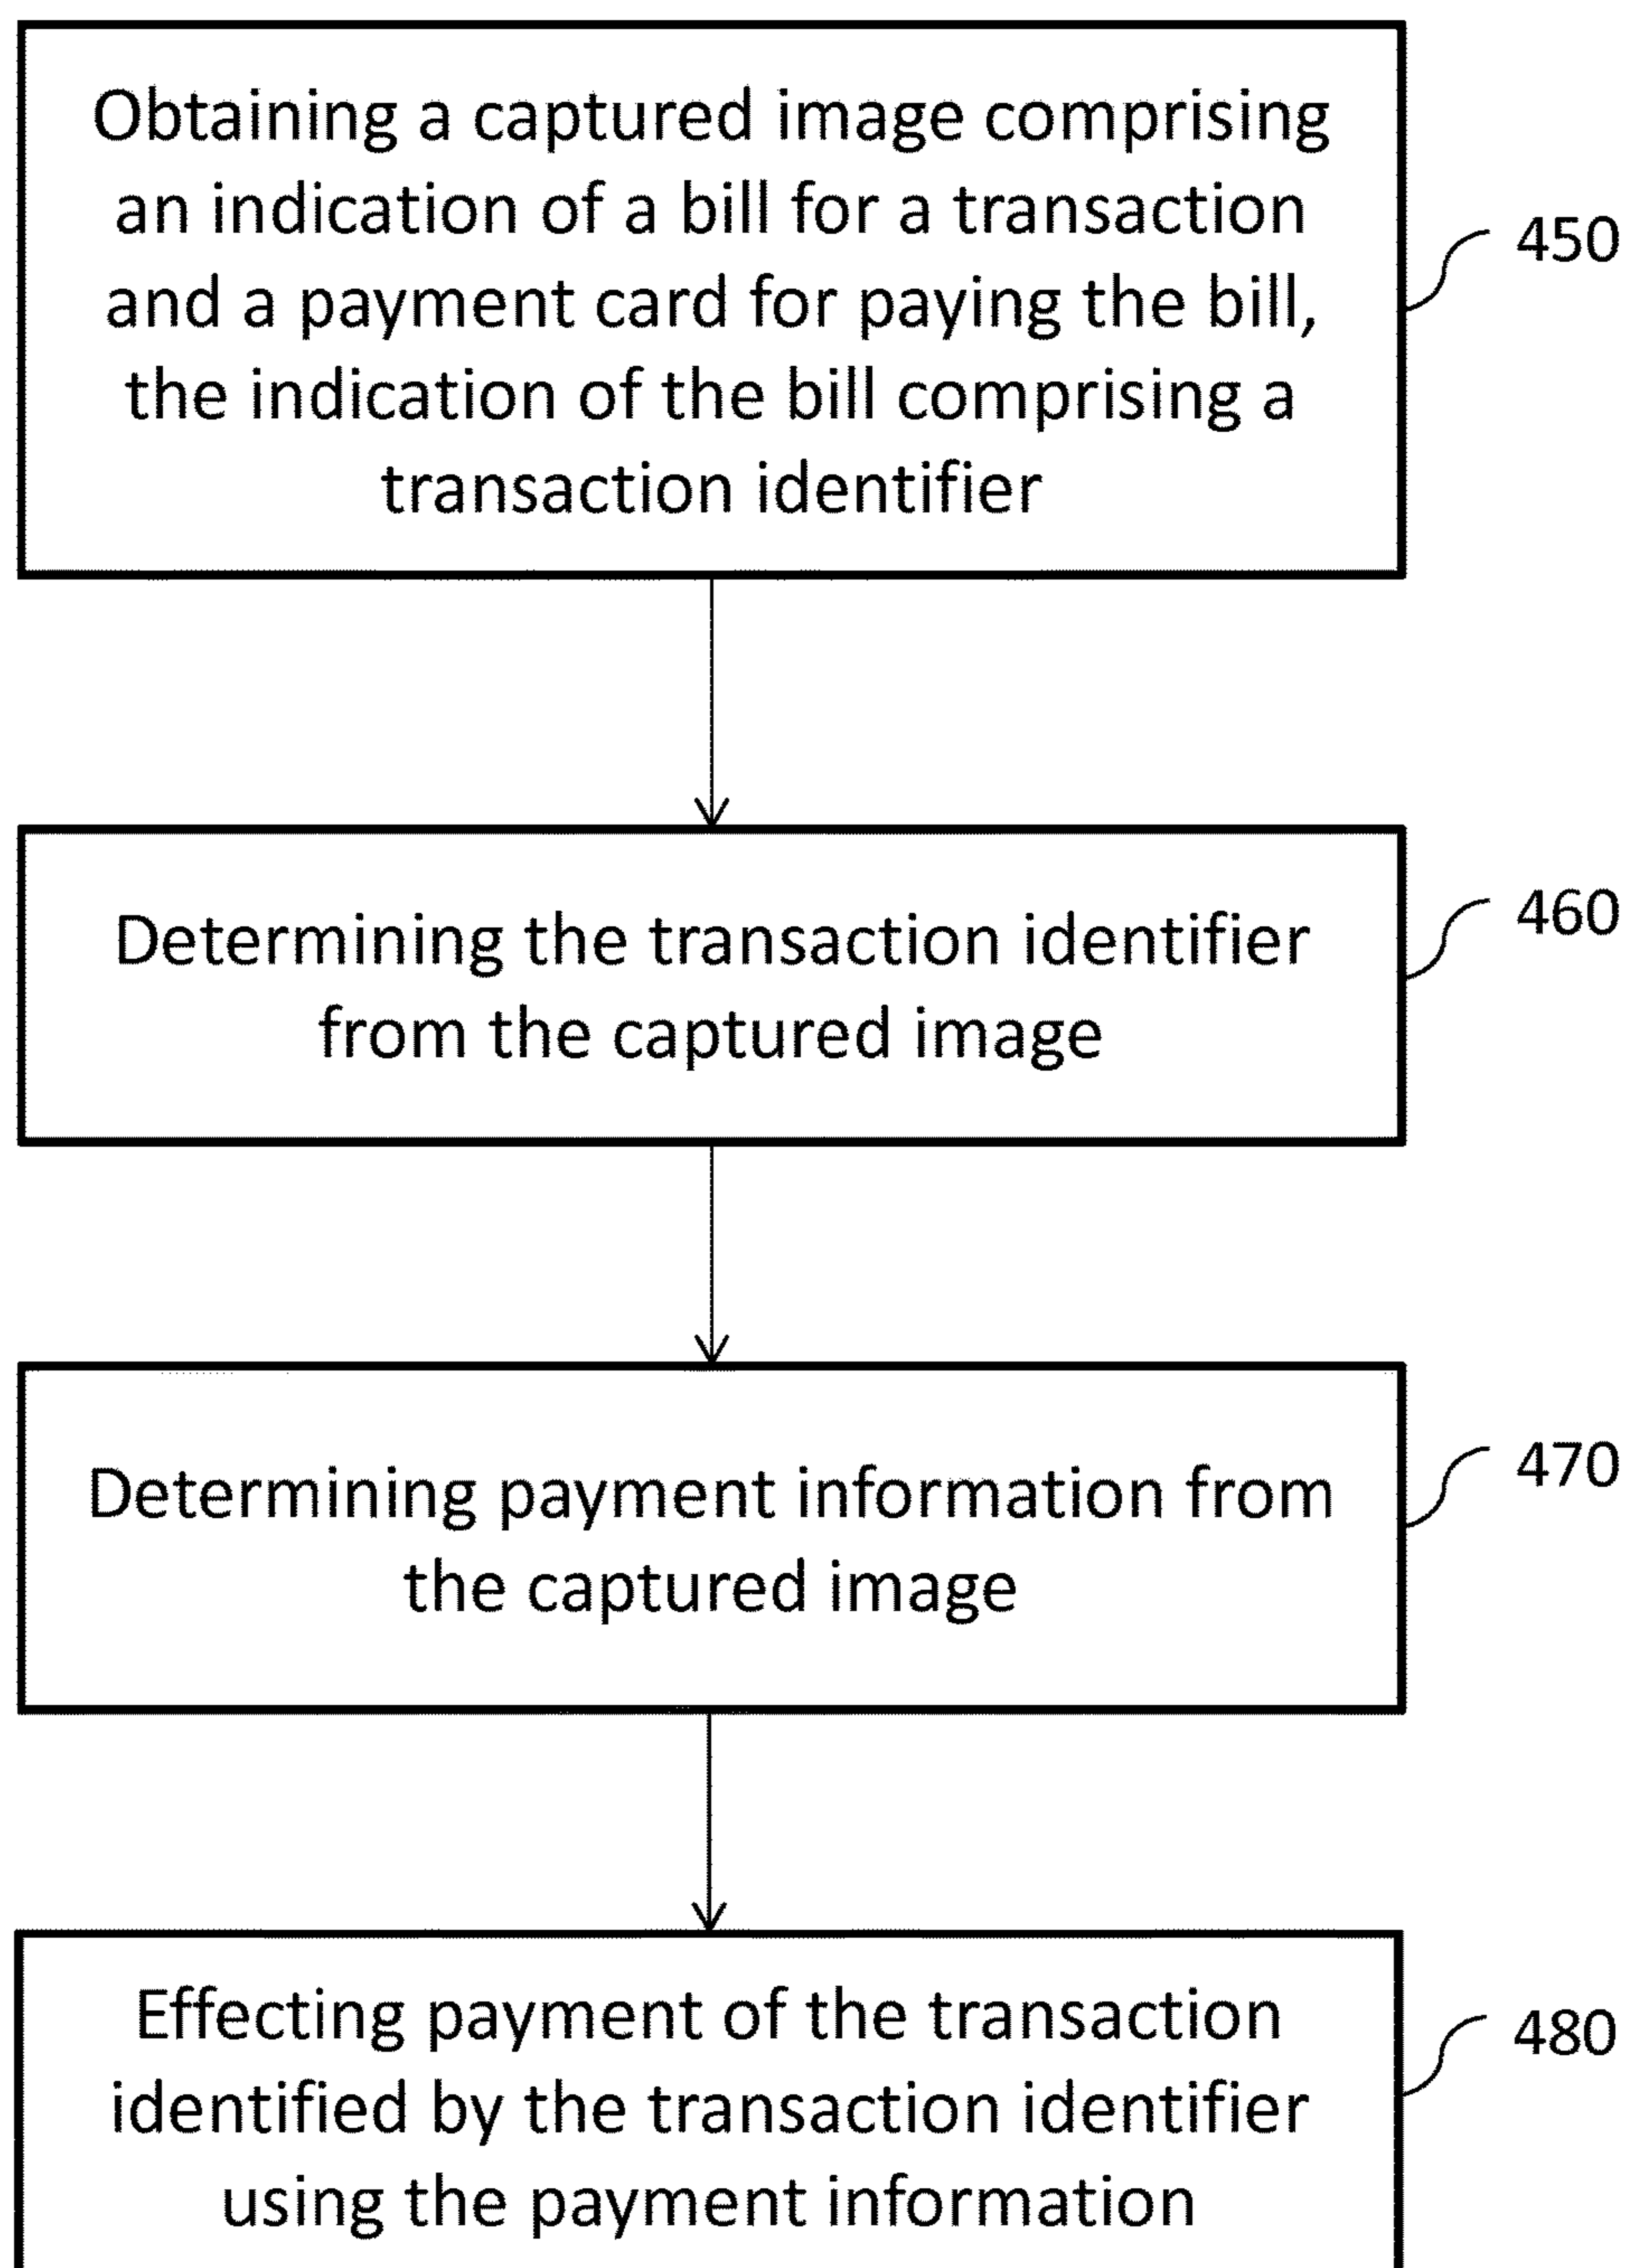 Obtaining a captured image comprising
an indication of a bill for a transaction
and a payment card for paying the bill,
the indication of the bill comprising a
transaction identifier
450
Determining the transaction identifier
from the captured image
460
Determining payment information from
the captured image
470
Effecting payment of the transaction
identified by the transaction identifier
using the payment information
480